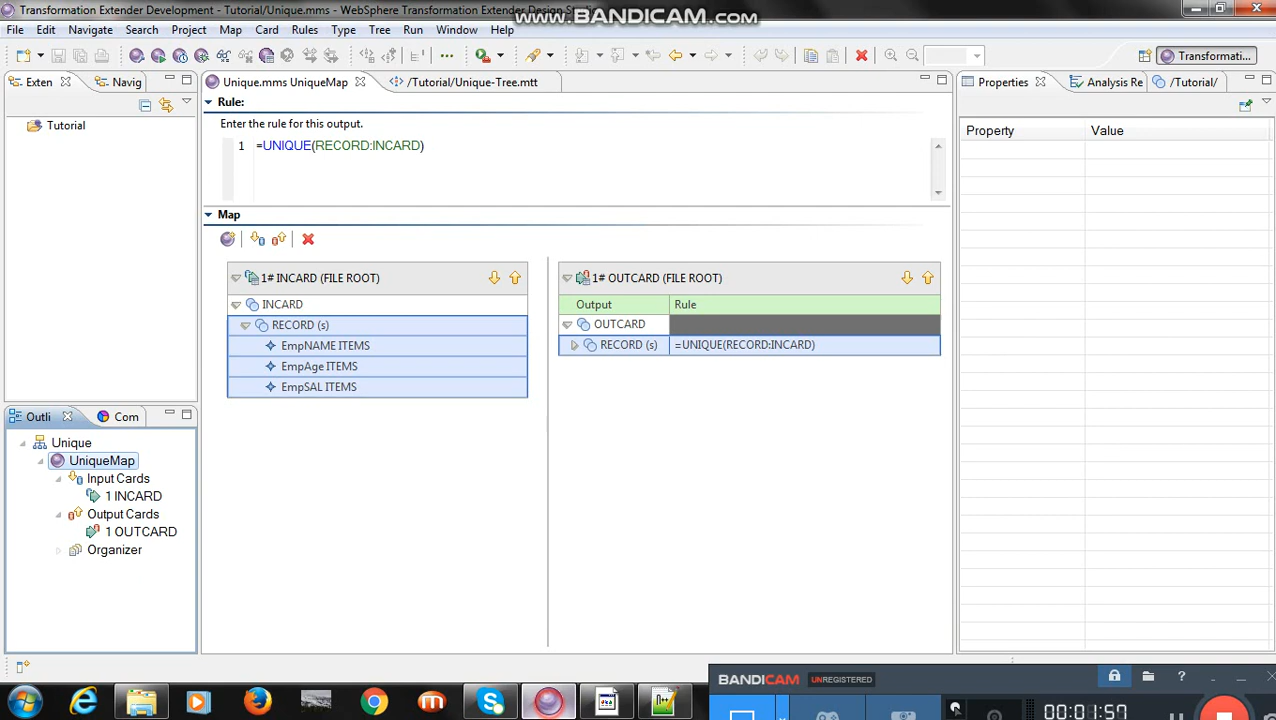 Transformation Extender Development - Tutorial/Unique.mms - WebSphere Transformation Extender Design
www.BANDICAM.com
File Edit Navigate Search Project Map Card Rules Type Tree Run Window Help
Transformati...
Exten Navig Unique.mms UniqueMap /Tutorial/Unique-Tree.mtt Properties Analysis Re /Tutorial/
Rule:
Enter the rule for this output.
Tutorial
Property Value
1 =UNIQUE(RECORD:INCARD)
Map
1# INCARD (FILE ROOT) 1# OUTCARD (FILE ROOT)
INCARD Output Rule
RECORD (s) OUTCARD
EmpNAME ITEMS RECORD (s) =UNIQUE(RECORD:INCARD)
EmpAge ITEMS
EmpSAL ITEMS
Outli Com
Unique
UniqueMap
Input Cards
1 INCARD
Output Cards
1 OUTCARD
Organizer
BANDICAM UNREGISTERED
00:01:57